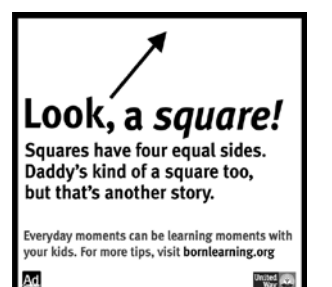 Look, a square!
Squares have four equal sides.
Daddy's kind of a square too,
but that's another story.
Everyday moments can be learning moments with
your kids. For more tips, visit bornlearning.org
Ad
United
Way